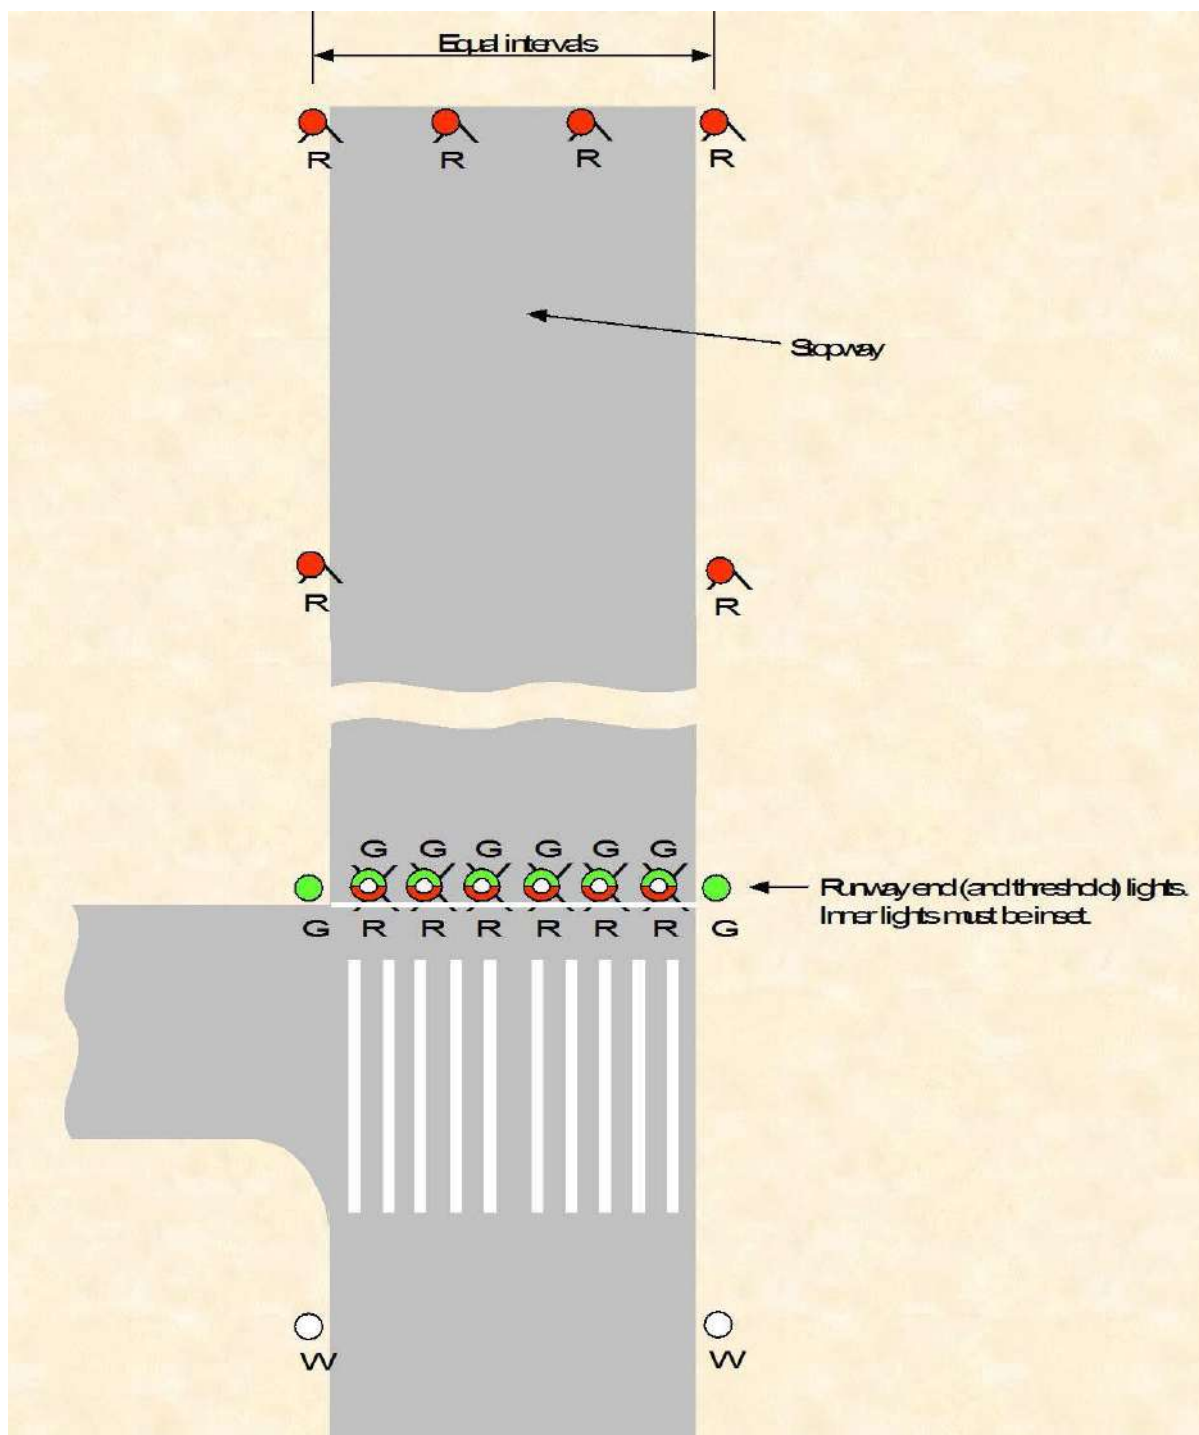 Equal intervals
R R R R
Stopway
R R
G G G G G G
Runway end (and threshold) lights.
Inner lights must be inset.
G R R R R R R G
W W